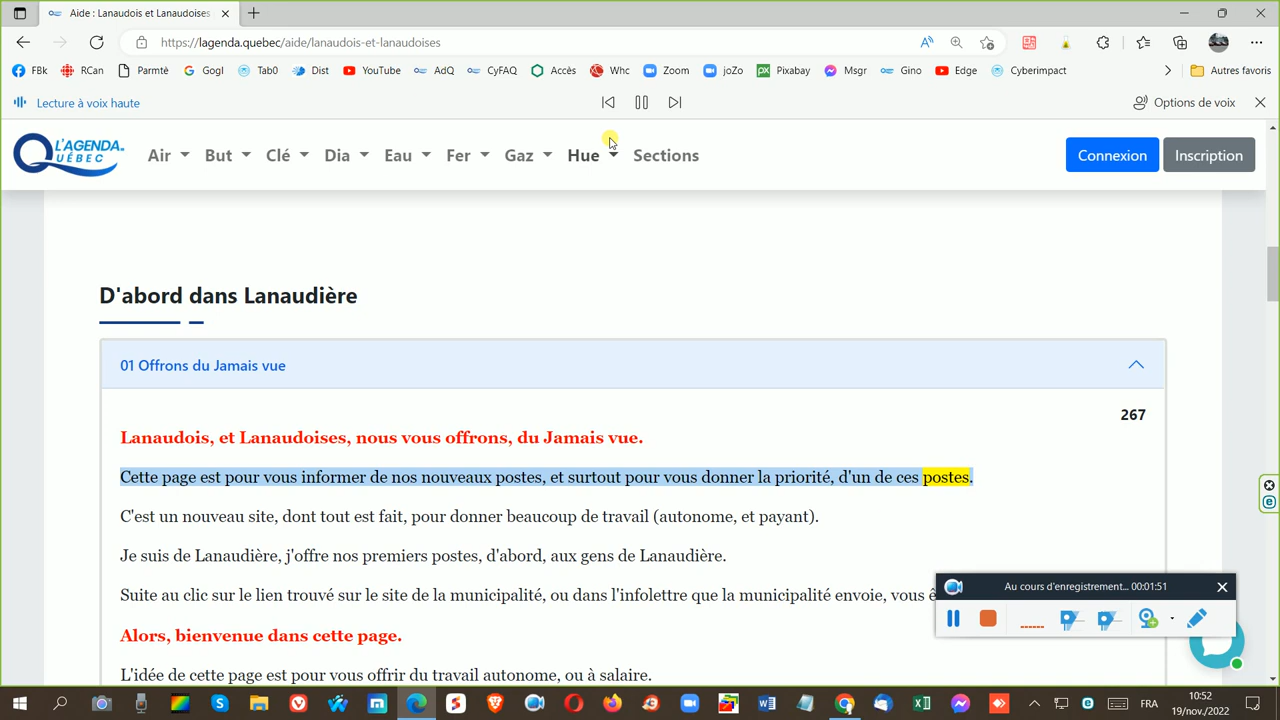 Aide : Lanaudois et Lanaudoises
https://lagenda.quebec/aide/lanaudois-et-lanaudoises
FBk RCan Parmtè Gogl Tab0 Disn YouTube AdQ CyFAQ Accès Whc Zoom joZo Pixabay Msgr Gino Edge Cyberimpact Autres favoris
Lecture à voix haute Options de voix
L'AGENDA. QUÉBEC Air But Clé Dia Eau Fer Gaz Hue Sections Connexion Inscription
D'abord dans Lanaudière
01 Offrons du Jamais vue
267
Lanaudois, et Lanaudoises, nous vous offrons, du Jamais vue.
Cette page est pour vous informer de nos nouveaux postes, et surtout pour vous donner la priorité, d'un de ces postes.
C'est un nouveau site, dont tout est fait, pour donner beaucoup de travail (autonome, et payant).
Je suis de Lanaudière, j'offre nos premiers postes, d'abord, aux gens de Lanaudière.
Au cours d'enregistrement... 00:01:51
Suite au clic sur le lien trouvé sur le site de la municipalité, ou dans l'infolettre que la municipalité envoie, vous ê
Alors, bienvenue dans cette page.
L'idée de cette page est pour vous offrir du travail autonome, ou à salaire.
FRA
10:52
19/nov./2022